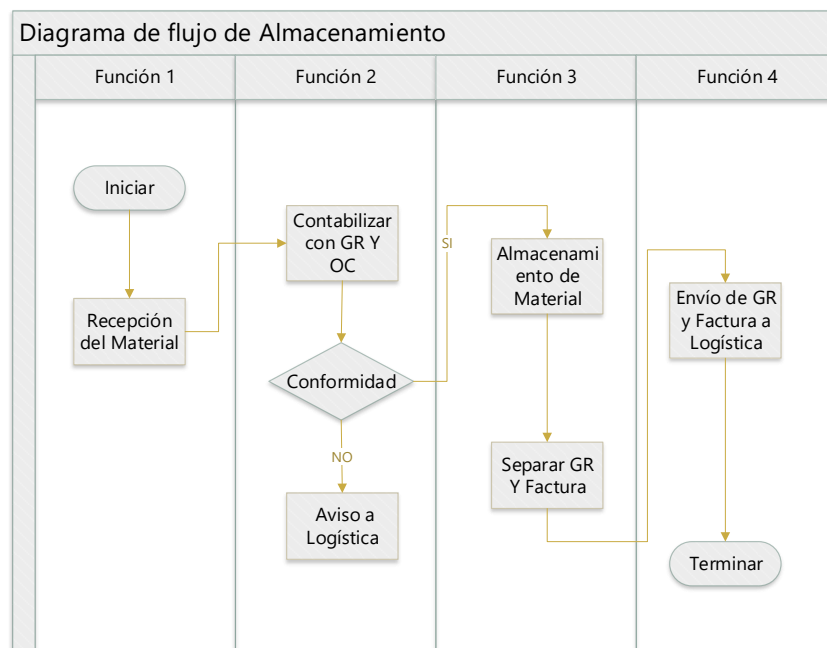 Diagrama de flujo de Almacenamiento
Función 1
Función 2
Función 3
Función 4
Iniciar
Recepción
del Material
Contabilizar
con GR Y
OC
Conformidad
SI
NO
Aviso a
Logística
Almacenami
ento de
Material
Separar GR
Y Factura
Envío de GR
y Factura a
Logística
Terminar